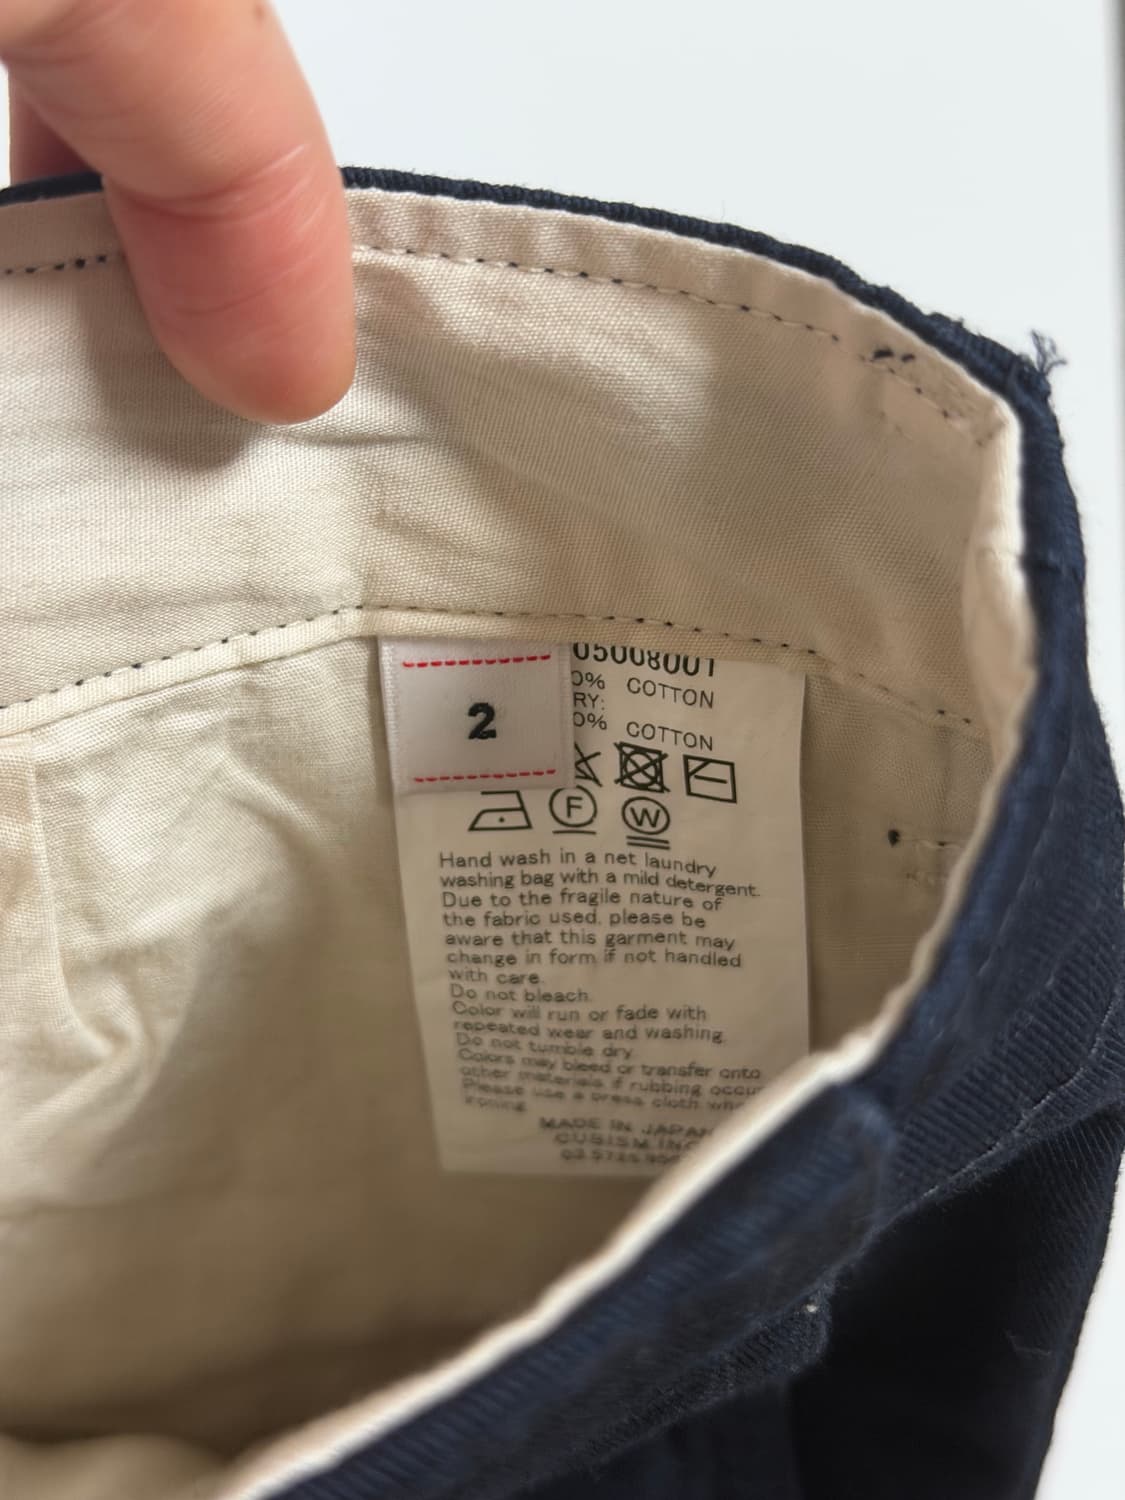 2
05008001
0% COTTON
RY:
0% COTTON
F
W
Hand wash in a net laundry
washing bag with a mild detergent.
Due to the fragile nature of
the fabric used, please be
aware that this garment may
change in form if not handled
with care.
Do not bleach.
Color will run or fade with
repeated wear and washing.
Do not tumble dry.
Colors may bleed or transfer onto
other materials if rubbing occu
Please use a press cloth wh
ironing.
MADE IN JAPAN
CUBISM INC